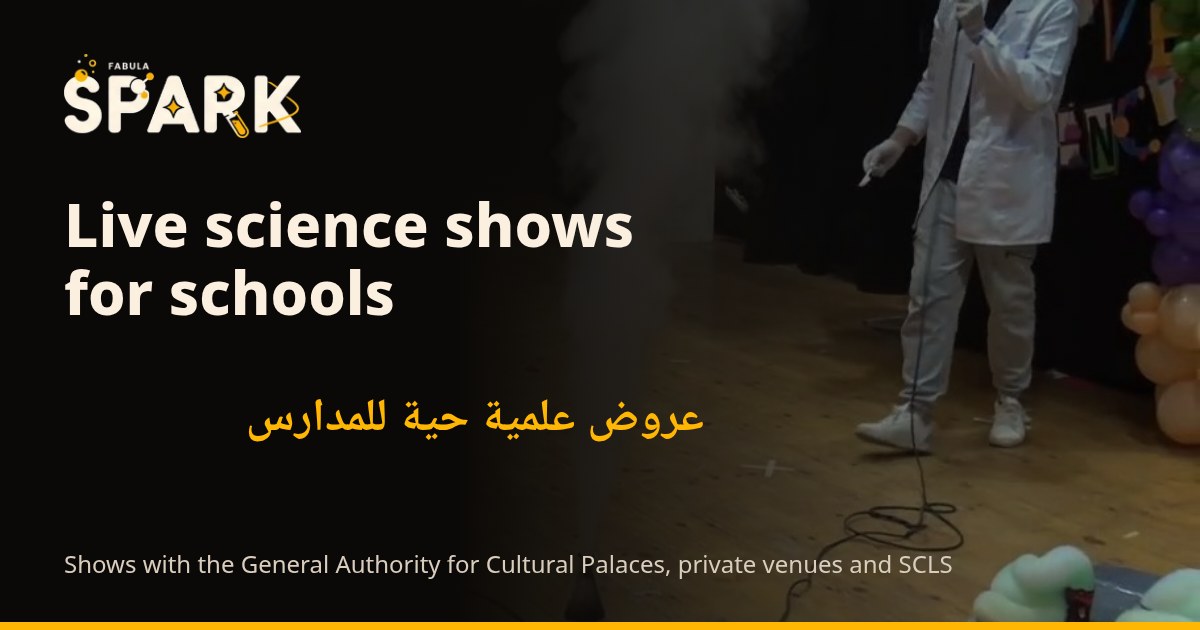 FABULA
SPARK
Live science shows
for schools
عروض علمية حية للمدارس
Shows with the General Authority for Cultural Palaces, private venues and SCLS